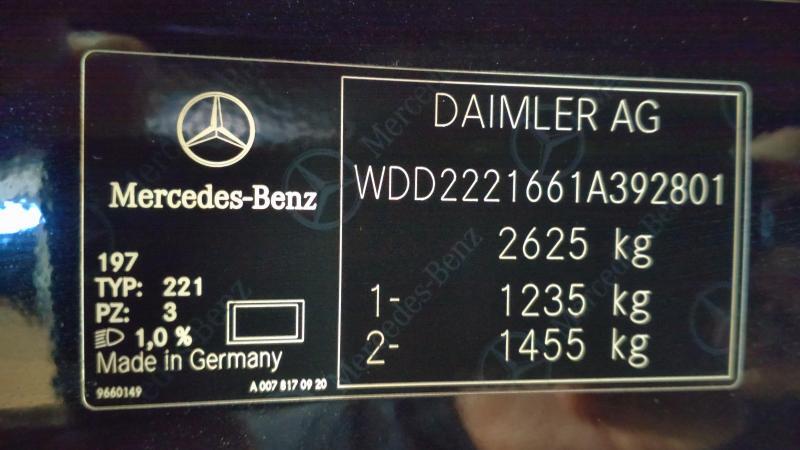 Mercedes-Benz
197
TYP: 221
PZ: 3
1,0 %
Made in Germany
9660149
A 007 817 09 20
DAIMLER AG
WDD2221661A392801
2625 kg
1- 1235 kg
2- 1455 kg